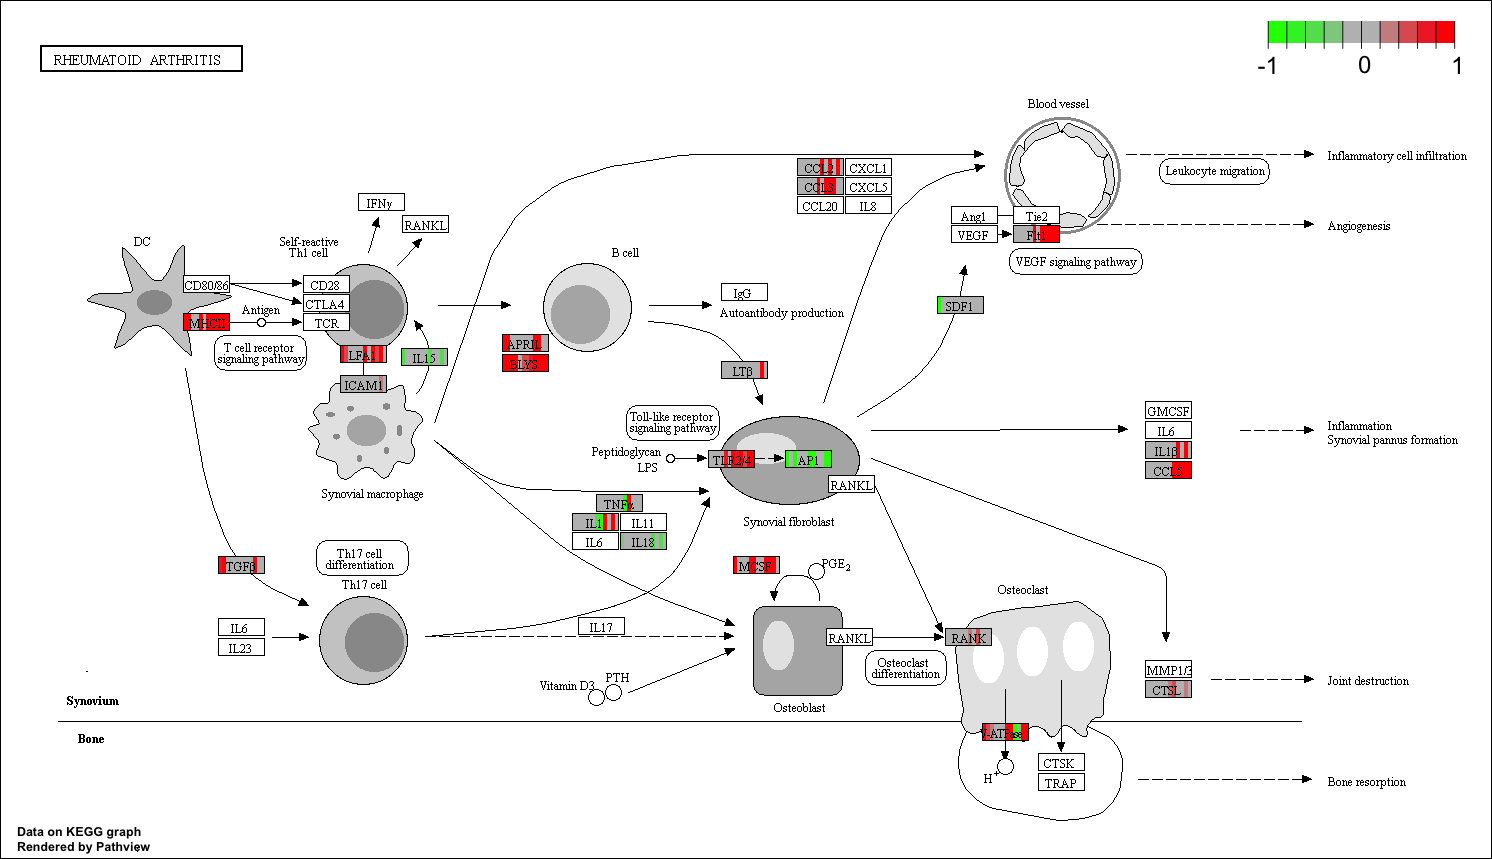 RHEUMATOID ARTHRITIS
-1 0 1
Blood vessel
Inflammatory cell infiltration
Leukocyte migration
CCL2 CXCL1
CCL3 CXCL5
CCL20 IL8
IFNγ
RANKL
Ang1 Tie2
VEGF Flt1
Angiogenesis
VEGF signaling pathway
DC
Self-reactive
Th1 cell
B cell
CD80/86 CD28
CTLA4
Antigen
MHCII TCR
T cell receptor
signaling pathway
LFA1 IL15
ICAM1
IgG
Autoantibody production
SDF1
APRIL
BLYS
LTβ
Toll-like receptor
signaling pathway
Peptidoglycan
LPS
TLR2/4 AP1
RANKL
Synovial fibroblast
GMCSF
IL6
IL1β
CCL5
Inflammation
Synovial pannus formation
Synovial macrophage
TNFα
IL1 IL11
IL6 IL18
TGFβ
Th17 cell
differentiation
Th17 cell
MCSF PGE2
Osteoclast
IL6
IL23
IL17
RANKL RANK
Osteoclast
differentiation
Vitamin D3 PTH
Osteoblast
MMP1/3
CTSL
Joint destruction
Synovium
Bone
V-ATPase
H+
CTSK
TRAP
Bone resorption
Data on KEGG graph
Rendered by Pathview